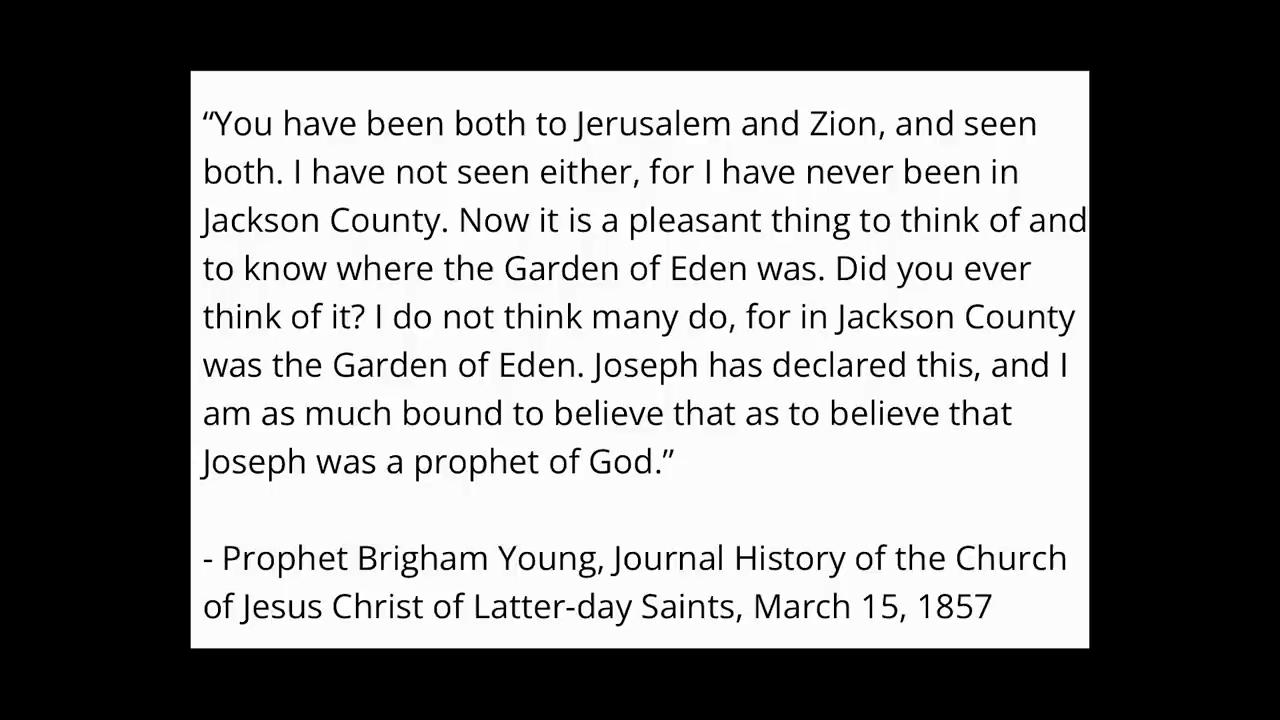 “You have been both to Jerusalem and Zion, and seen
both. I have not seen either, for I have never been in
Jackson County. Now it is a pleasant thing to think of and
to know where the Garden of Eden was. Did you ever
think of it? I do not think many do, for in Jackson County
was the Garden of Eden. Joseph has declared this, and I
am as much bound to believe that as to believe that
Joseph was a prophet of God.”
- Prophet Brigham Young, Journal History of the Church
of Jesus Christ of Latter-day Saints, March 15, 1857